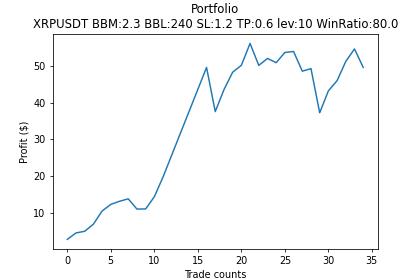 Portfolio
XRPUSDT BBM:2.3 BBL:240 SL:1.2 TP:0.6 lev:10 WinRatio:80.0
50
40
30
20
10
Profit ($)
0 5 10 15 20 25 30 35
Trade counts